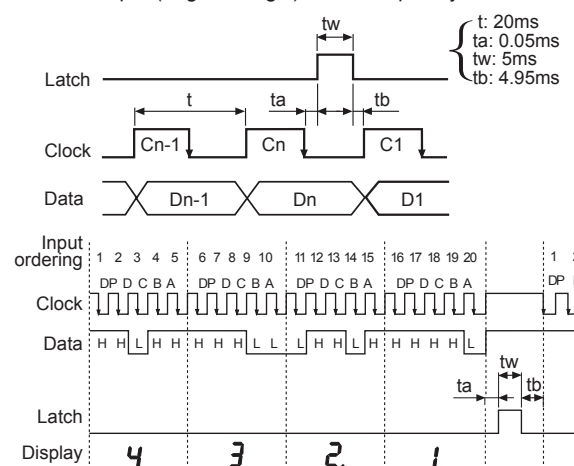 tw
t: 20ms
ta: 0.05ms
tw: 5ms
tb: 4.95ms
Latch
t
ta
tb
Clock
Cn-1
Cn
C1
Data
Dn-1
Dn
D1
Input ordering
1 2 3 4 5 6 7 8 9 10 11 12 13 14 15 16 17 18 19 20 1
DP D C B A DP D C B A DP D C B A DP D C B A DP
Clock
Data
H H L H H H H H L L L H H L H H H H H L
tw
ta
tb
Latch
Display
4 3 2. 1